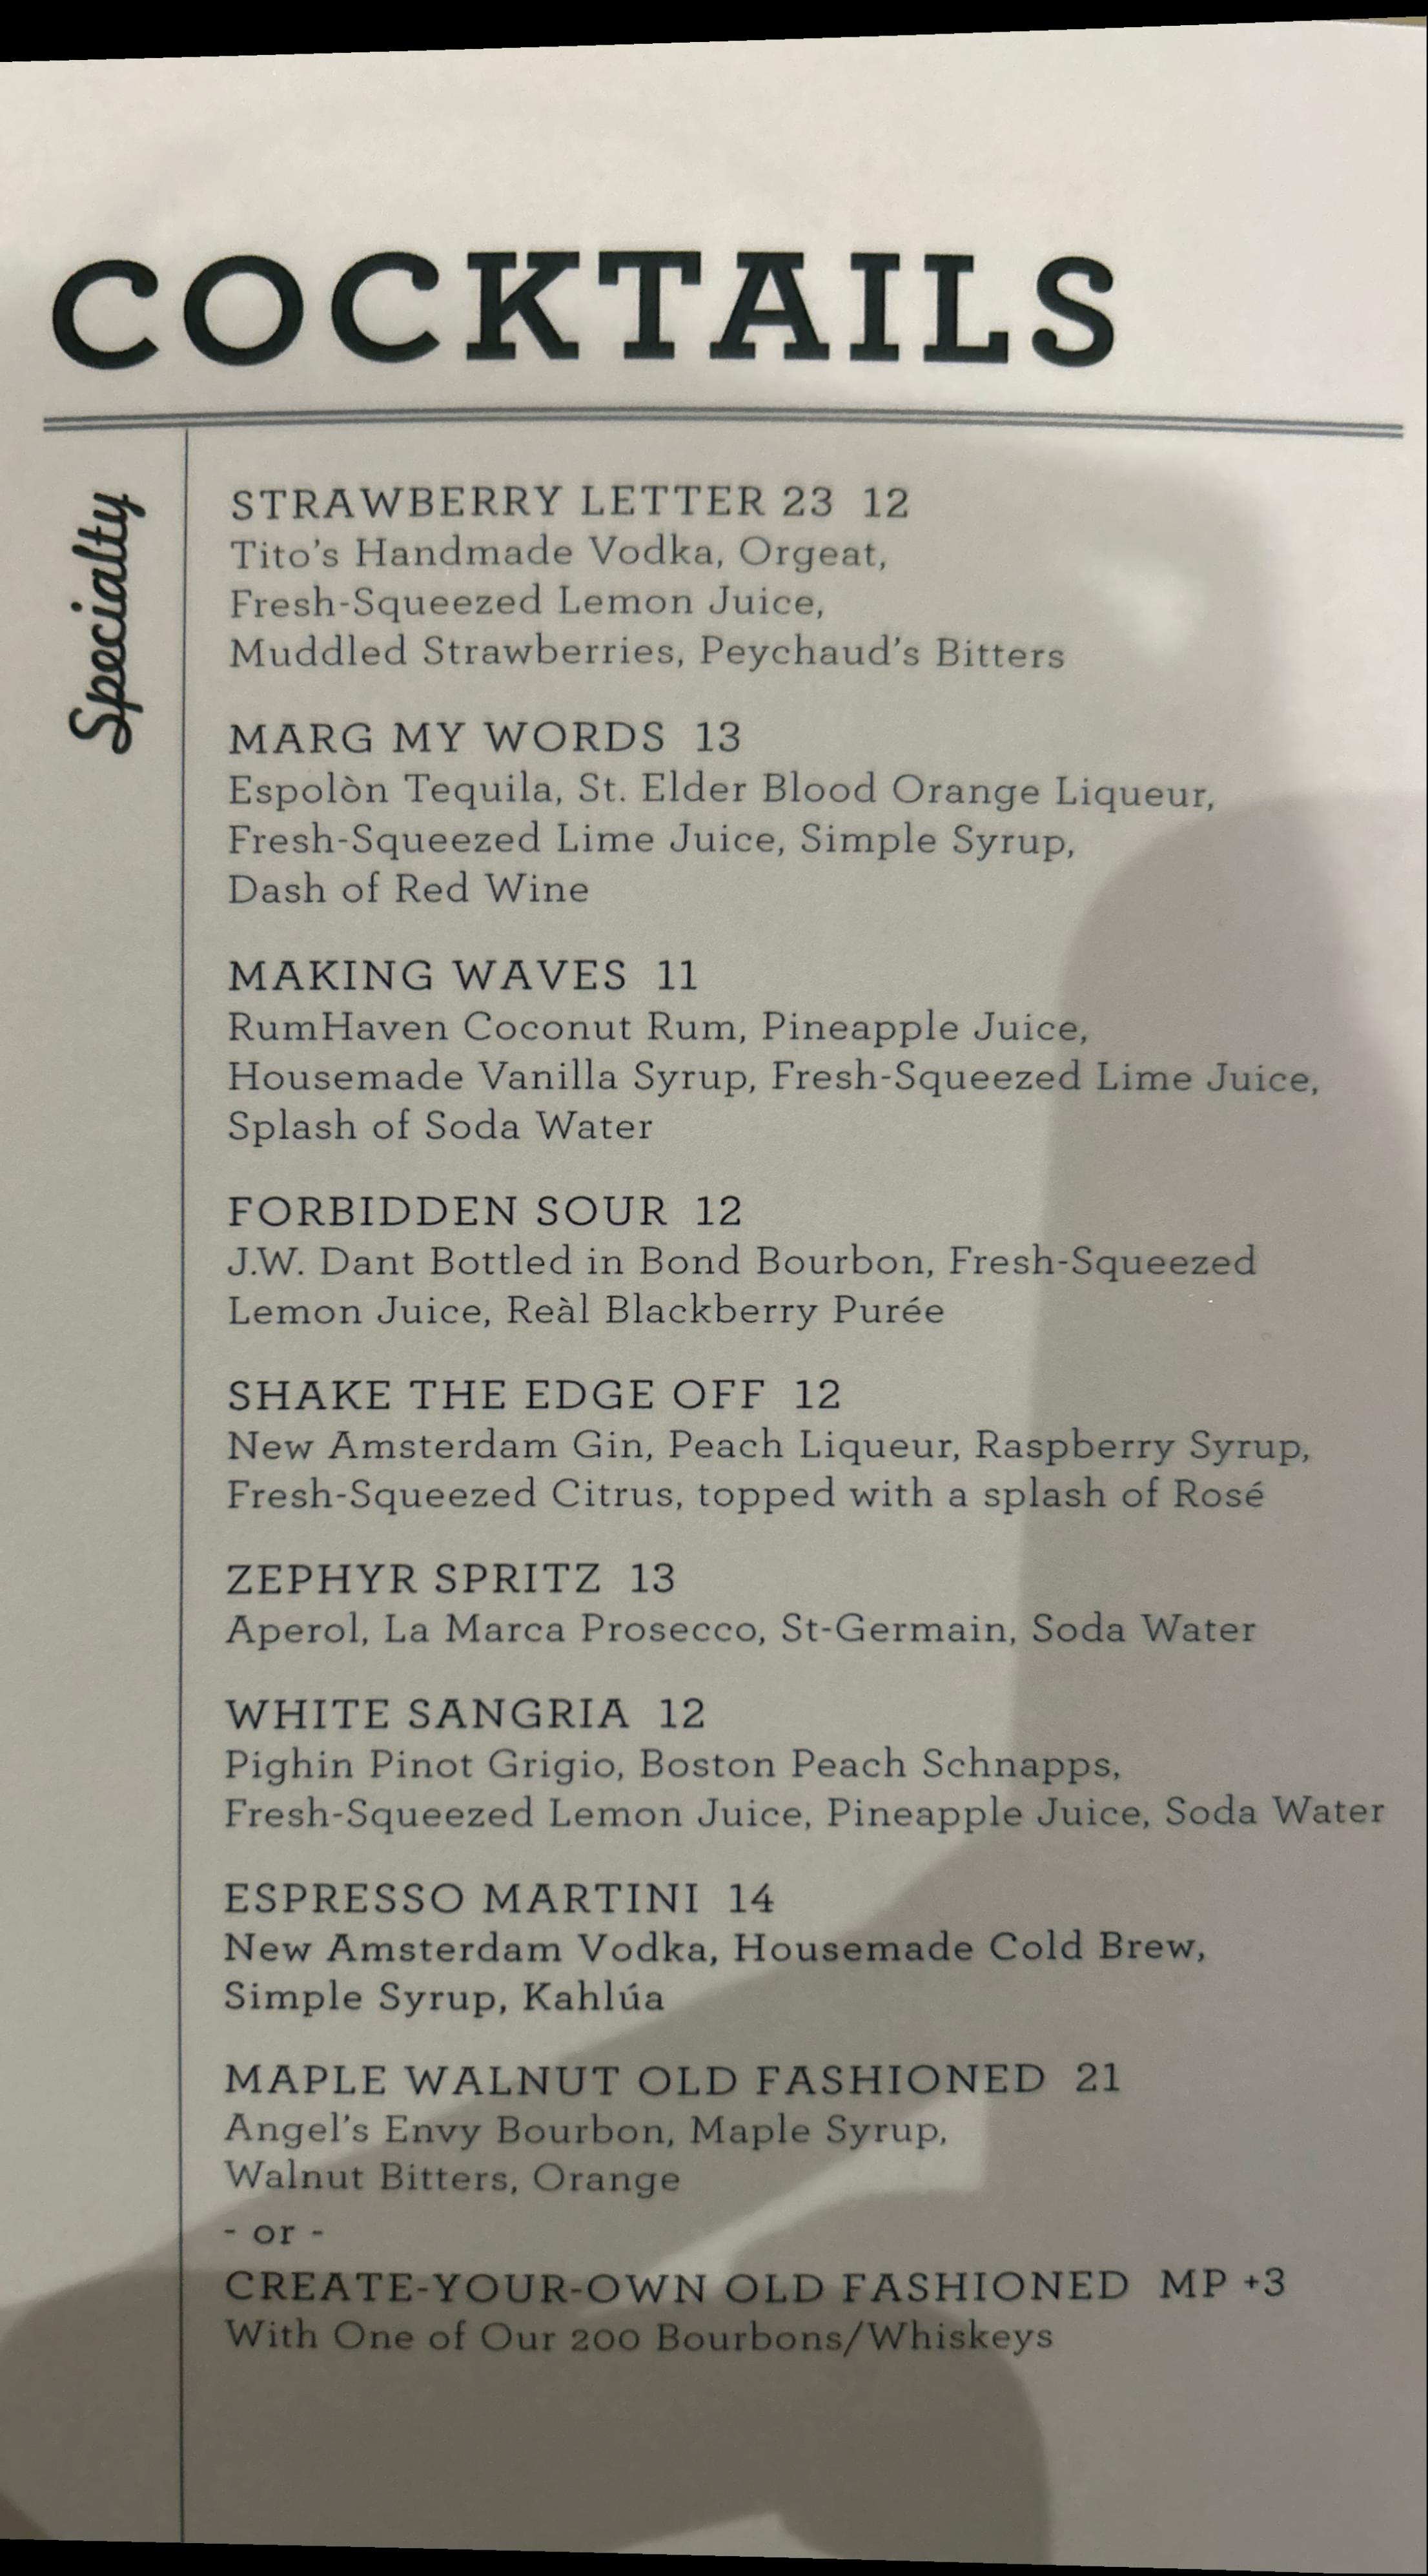 COCKTAILS
Specialty
STRAWBERRY LETTER 23 12
Tito's Handmade Vodka, Orgeat,
Fresh-Squeezed Lemon Juice,
Muddled Strawberries, Peychaud's Bitters
MARG MY WORDS 13
Espolòn Tequila, St. Elder Blood Orange Liqueur,
Fresh-Squeezed Lime Juice, Simple Syrup,
Dash of Red Wine
MAKING WAVES 11
RumHaven Coconut Rum, Pineapple Juice,
Housemade Vanilla Syrup, Fresh-Squeezed Lime Juice,
Splash of Soda Water
FORBIDDEN SOUR 12
J.W. Dant Bottled in Bond Bourbon, Fresh-Squeezed
Lemon Juice, Reàl Blackberry Purée
SHAKE THE EDGE OFF 12
New Amsterdam Gin, Peach Liqueur, Raspberry Syrup,
Fresh-Squeezed Citrus, topped with a splash of Rosé
ZEPHYR SPRITZ 13
Aperol, La Marca Prosecco, St-Germain, Soda Water
WHITE SANGRIA 12
Pighin Pinot Grigio, Boston Peach Schnapps,
Fresh-Squeezed Lemon Juice, Pineapple Juice, Soda Water
ESPRESSO MARTINI 14
New Amsterdam Vodka, Housemade Cold Brew,
Simple Syrup, Kahlúa
MAPLE WALNUT OLD FASHIONED 21
Angel's Envy Bourbon, Maple Syrup,
Walnut Bitters, Orange
- or -
CREATE-YOUR-OWN OLD FASHIONED MP +3
With One of Our 200 Bourbons/Whiskeys